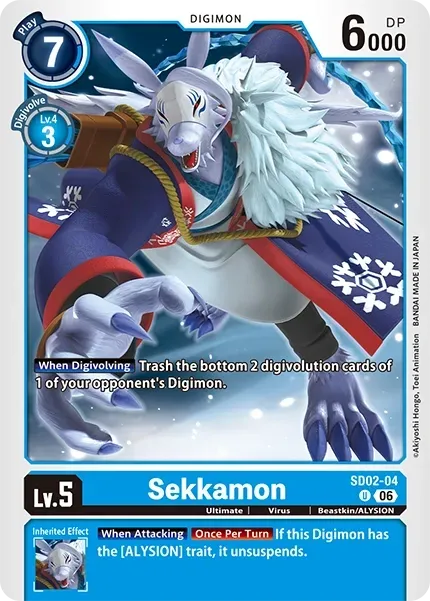 Play
7
DIGIMON
6000 DP
Digivolve
Lv.4
3
When Digivolving Trash the bottom 2 digivolution cards of
1 of your opponent's Digimon.
©Akiyoshi Hongo, Toei Animation BANDAI MADE IN JAPAN
SD02-04
Lv.5 Sekkamon U 06
Ultimate | Virus | Beastkin/ALYSION
Inherited Effect
When Attacking Once Per Turn If this Digimon has
the [ALYSION] trait, it unsuspends.